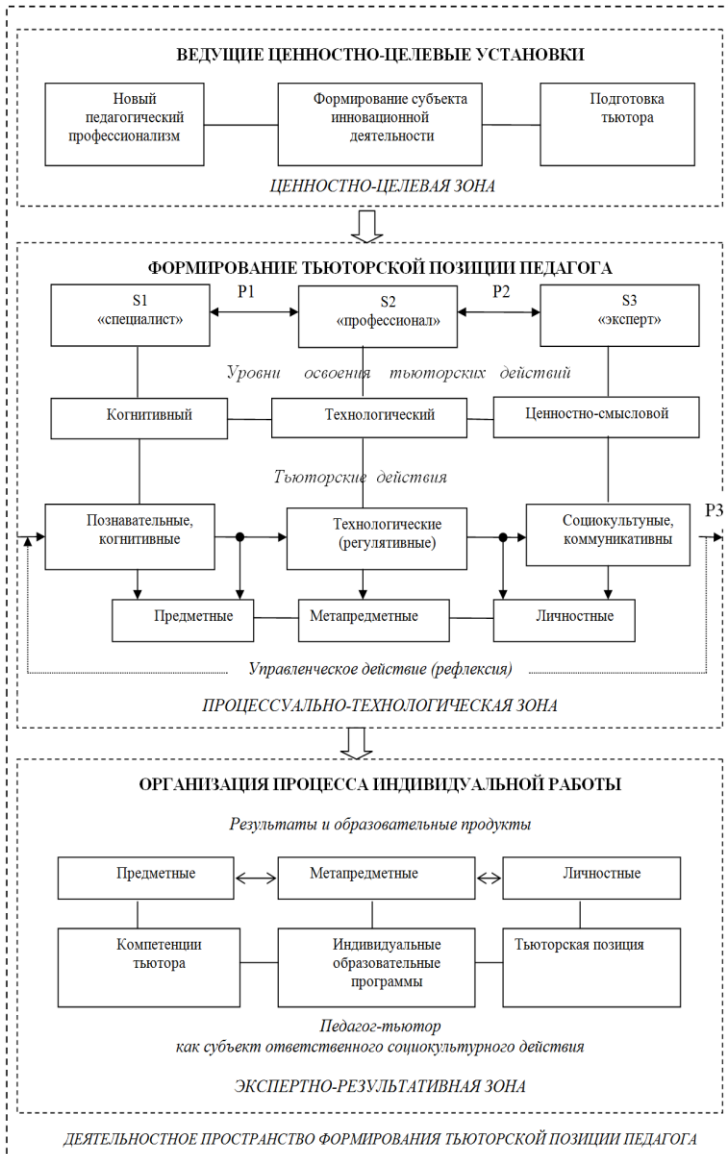 ВЕДУЩИЕ ЦЕННОСТНО-ЦЕЛЕВЫЕ УСТАНОВКИ
Новый
педагогический
профессионализм
Формирование субъекта
инновационной
деятельности
Подготовка
тьютора
ЦЕННОСТНО-ЦЕЛЕВАЯ ЗОНА
ФОРМИРОВАНИЕ ТЬЮТОРСКОЙ ПОЗИЦИИ ПЕДАГОГА
S1
«специалист»
P1
S2
«профессионал»
P2
S3
«эксперт»
Уровни освоения тьюторских действий
Когнитивный
Технологический
Ценностно-смысловой
Тьюторские действия
Познавательные,
когнитивные
Технологические
(регулятивные)
Социокультуные,
коммуникативны
P3
Предметные
Метапредметные
Личностные
Управленческое действие (рефлексия)
ПРОЦЕССУАЛЬНО-ТЕХНОЛОГИЧЕСКАЯ ЗОНА
ОРГАНИЗАЦИЯ ПРОЦЕССА ИНДИВИДУАЛЬНОЙ РАБОТЫ
Результаты и образовательные продукты
Предметные
Метапредметные
Личностные
Компетенции
тьютора
Индивидуальные
образовательные
программы
Тьюторская позиция
Педагог-тьютор
как субъект ответственного социокультурного действия
ЭКСПЕРТНО-РЕЗУЛЬТАТИВНАЯ ЗОНА
ДЕЯТЕЛЬНОСТНОЕ ПРОСТРАНСТВО ФОРМИРОВАНИЯ ТЬЮТОРСКОЙ ПОЗИЦИИ ПЕДАГОГА